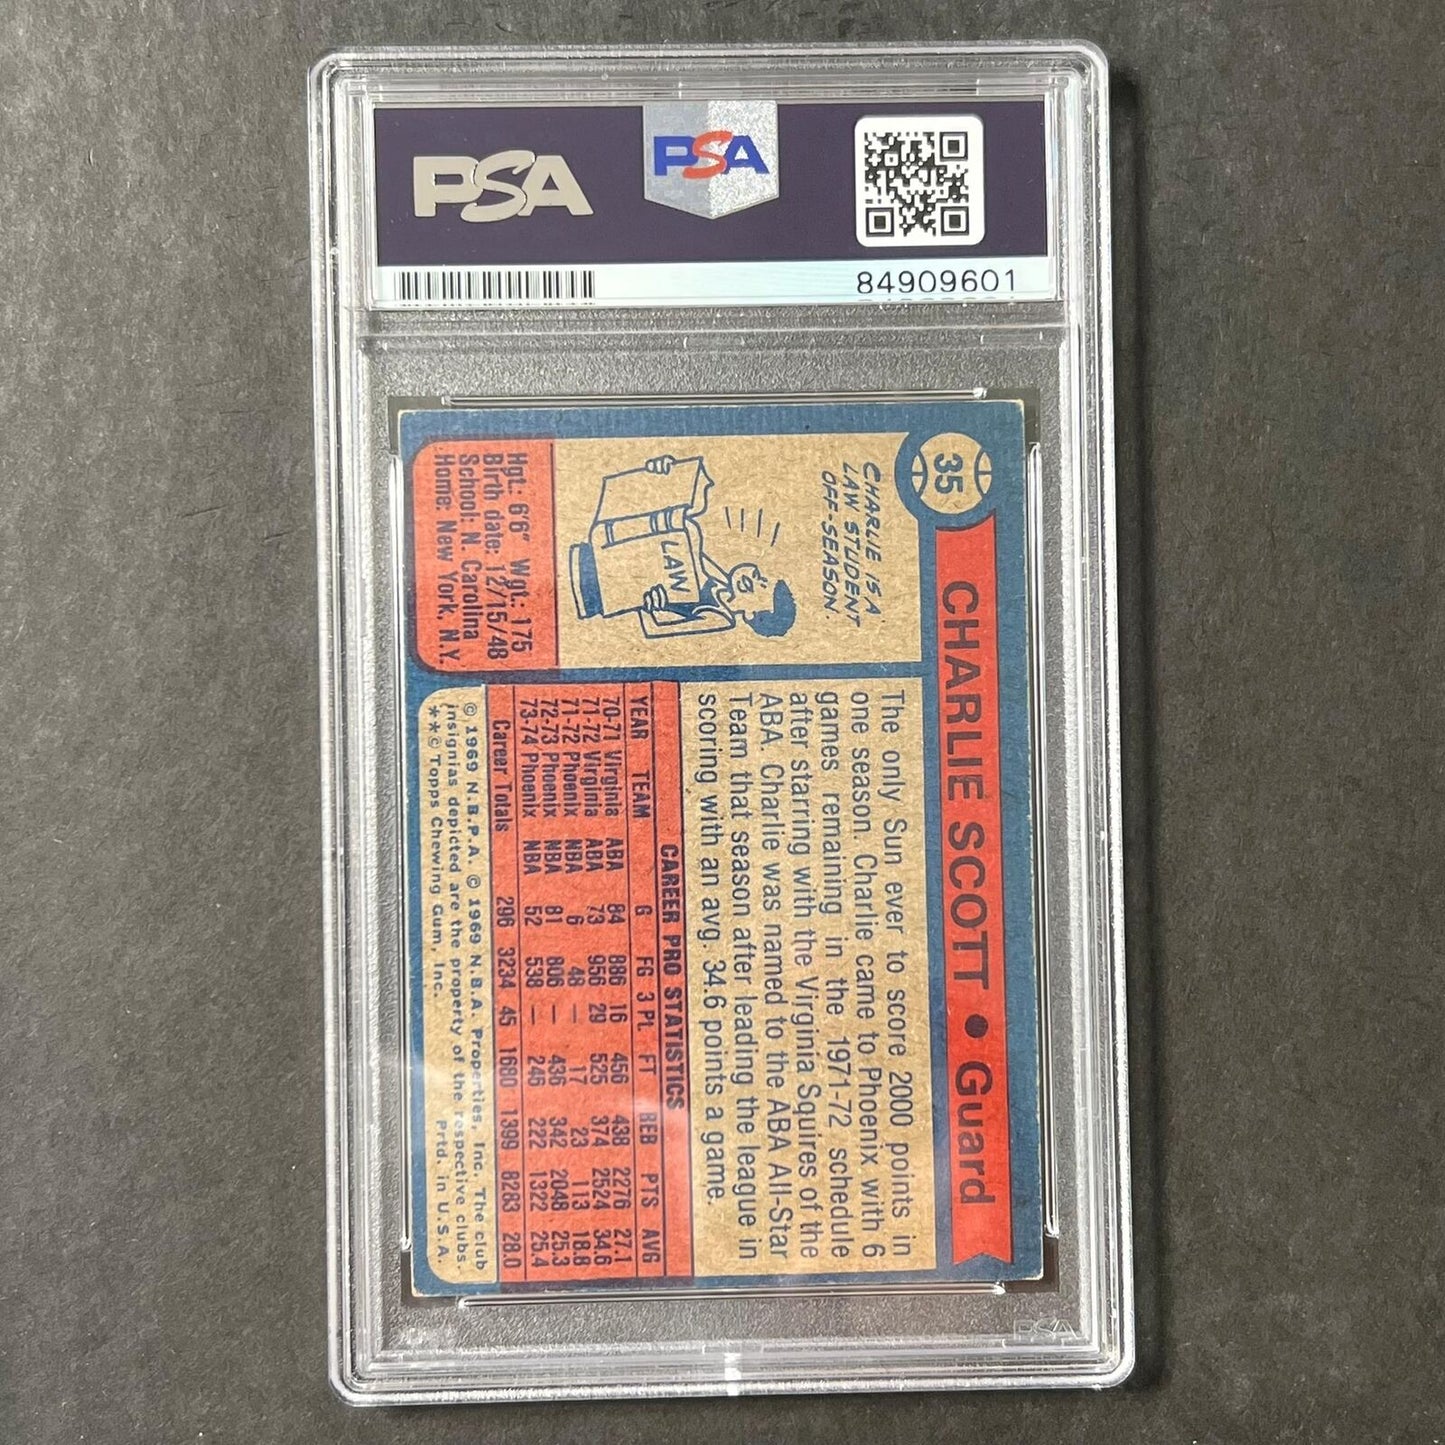 PSA
PSA
84909601
35
CHARLIE SCOTT • Guard
CHARLIE IS A
LAW STUDENT
OFF-SEASON.
LAW
Hgt.: 6'6" Wgt.: 175
Birth date: 12/15/48
School: N. Carolina
Home: New York, N.Y.
The only Sun ever to score 2000 points in
one season. Charlie came to Phoenix with 6
games remaining in the 1971-72 schedule
after starring with the Virginia Squires of the
ABA. Charlie was named to the ABA All-Star
Team that season after leading the league in
scoring with an avg. 34.6 points a game.
CAREER PRO STATISTICS
YEAR TEAM G FG 3 Pt. FT REB PTS AVG
70-71 Virginia ABA 84 886 16 456 438 2276 27.1
71-72 Virginia ABA 73 956 29 525 374 2524 34.6
71-72 Phoenix NBA 6 48 — 17 23 113 18.8
72-73 Phoenix NBA 81 806 — 436 342 2048 25.3
73-74 Phoenix NBA 52 538 — 246 222 1322 25.4
Career Totals 296 3234 45 1680 1399 8283 28.0
© 1969 N.B.P.A. © 1969 N.B.A. Properties, Inc. The club
insignias depicted are the property of the respective clubs.
**© Topps Chewing Gum, Inc. Prtd. in U.S.A.
PSA